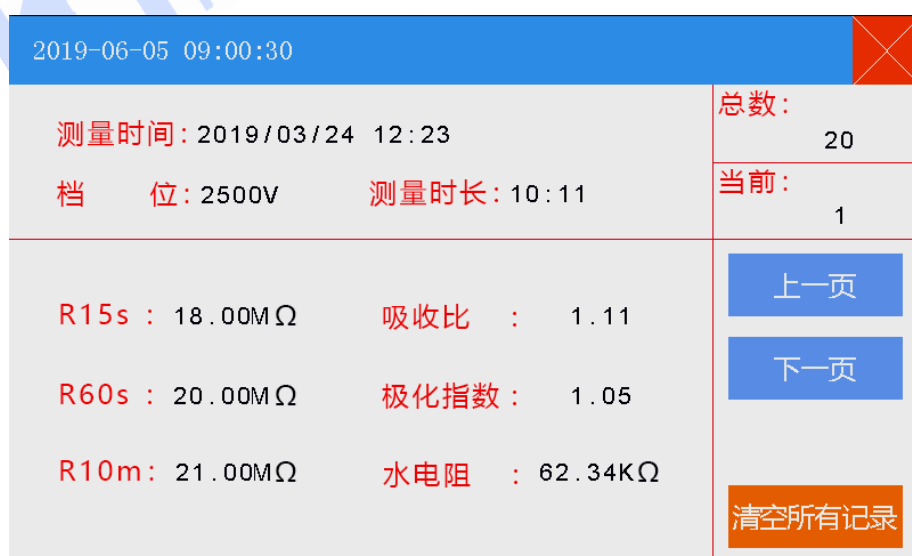 2019-06-05 09:00:30
测量时间:2019/03/24 12:23
档 位:2500V 测量时长:10:11
总数:
20
当前:
1
R15s : 18.00MΩ 吸收比 : 1.11
R60s : 20.00MΩ 极化指数: 1.05
R10m: 21.00MΩ 水电阻 : 62.34KΩ
上一页
下一页
清空所有记录